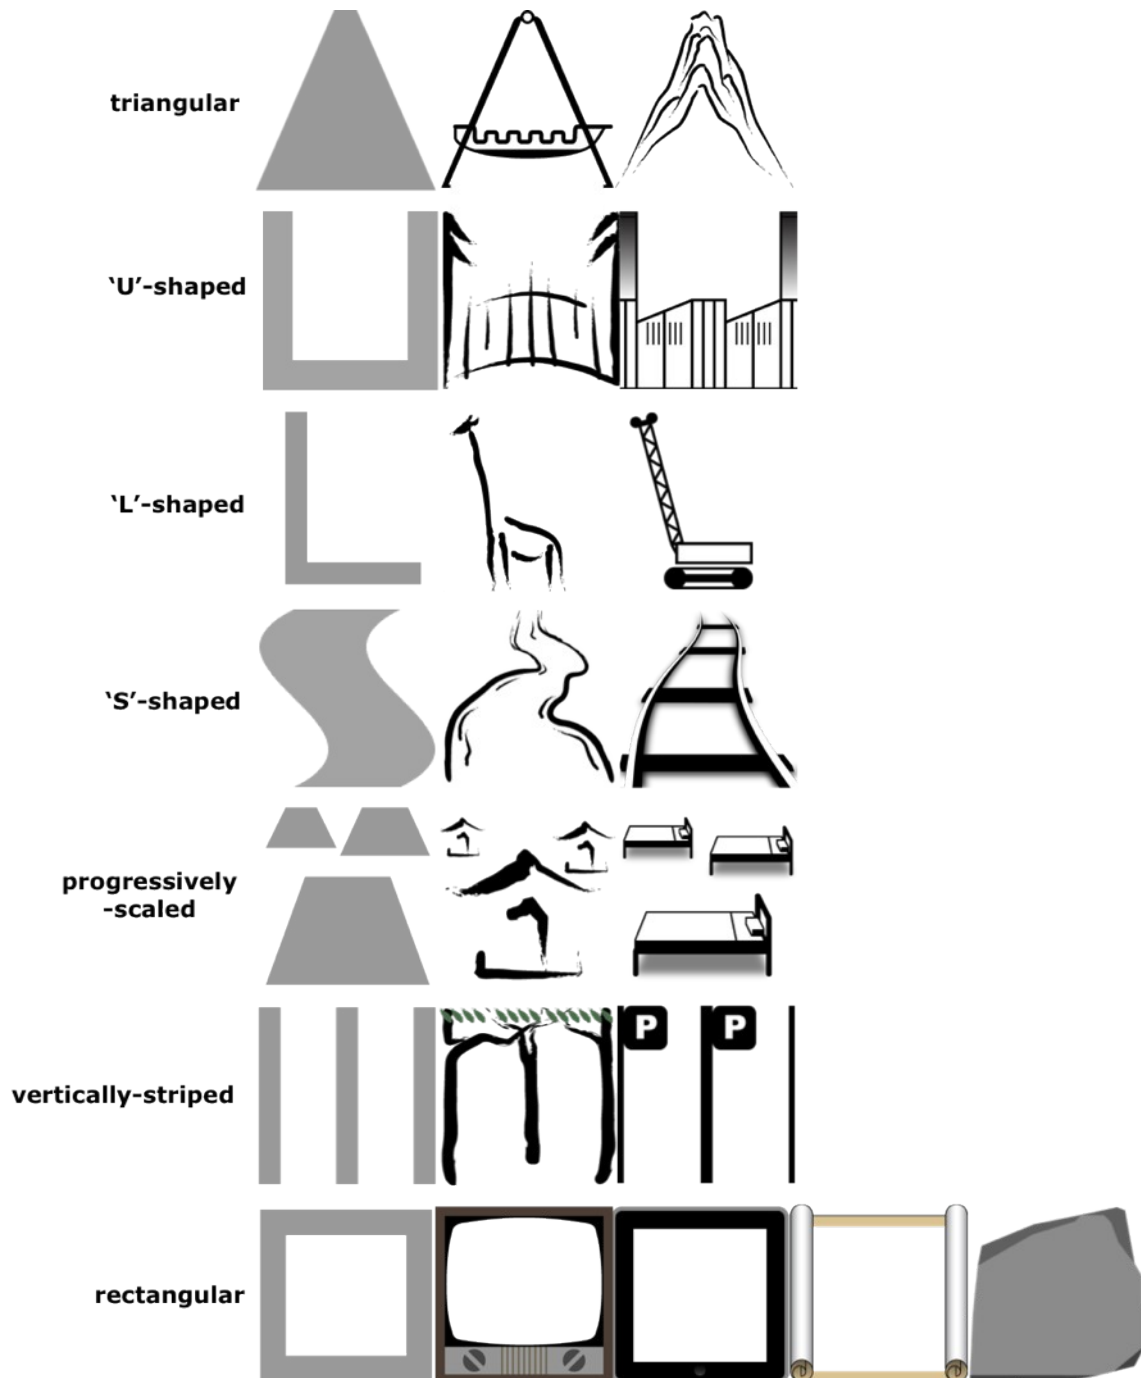 triangular
‘U’-shaped
‘L’-shaped
‘S’-shaped
progressively
-scaled
vertically-striped
P P
rectangular